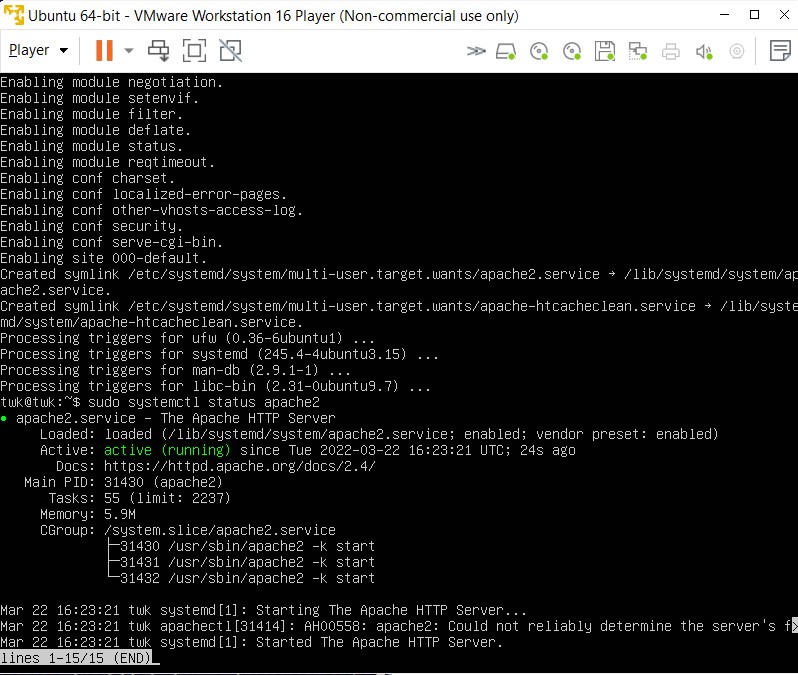 Ubuntu 64-bit - VMware Workstation 16 Player (Non-commercial use only)
Player
Enabling module negotiation.
Enabling module setenvif.
Enabling module filter.
Enabling module deflate.
Enabling module status.
Enabling module reqtimeout.
Enabling conf charset.
Enabling conf localized-error-pages.
Enabling conf other-vhosts-access-log.
Enabling conf security.
Enabling conf serve-cgi-bin.
Enabling site 000-default.
Created symlink /etc/systemd/system/multi-user.target.wants/apache2.service → /lib/systemd/system/ap
ache2.service.
Created symlink /etc/systemd/system/multi-user.target.wants/apache-htcacheclean.service → /lib/syste
md/system/apache-htcacheclean.service.
Processing triggers for ufw (0.36-6ubuntu1) ...
Processing triggers for systemd (245.4-4ubuntu3.15) ...
Processing triggers for man-db (2.9.1-1) ...
Processing triggers for libc-bin (2.31-0ubuntu9.7) ...
twk@twk:~$ sudo systemctl status apache2
● apache2.service - The Apache HTTP Server
Loaded: loaded (/lib/systemd/system/apache2.service; enabled; vendor preset: enabled)
Active: active (running) since Tue 2022-03-22 16:23:21 UTC; 24s ago
Docs: https://httpd.apache.org/docs/2.4/
Main PID: 31430 (apache2)
Tasks: 55 (limit: 2237)
Memory: 5.9M
CGroup: /system.slice/apache2.service
├─31430 /usr/sbin/apache2 -k start
├─31431 /usr/sbin/apache2 -k start
└─31432 /usr/sbin/apache2 -k start
Mar 22 16:23:21 twk systemd[1]: Starting The Apache HTTP Server...
Mar 22 16:23:21 twk apachectl[31414]: AH00558: apache2: Could not reliably determine the server's f>
Mar 22 16:23:21 twk systemd[1]: Started The Apache HTTP Server.
lines 1-15/15 (END)